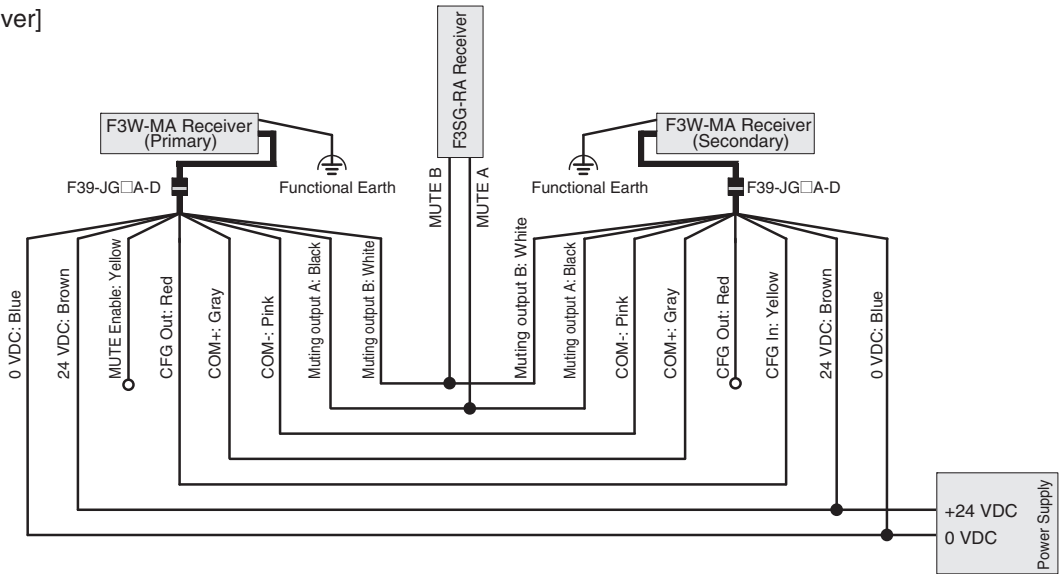 ver]
F3SG-RA Receiver
F3W-MA Receiver
(Primary)
F3W-MA Receiver
(Secondary)
F39-JG□A-D
Functional Earth
MUTE B
MUTE A
Functional Earth
F39-JG□A-D
0 VDC: Blue
24 VDC: Brown
MUTE Enable: Yellow
CFG Out: Red
COM+: Gray
COM-: Pink
Muting output A: Black
Muting output B: White
Muting output B: White
Muting output A: Black
COM-: Pink
COM+: Gray
CFG Out: Red
CFG In: Yellow
24 VDC: Brown
0 VDC: Blue
+24 VDC
0 VDC
Power Supply